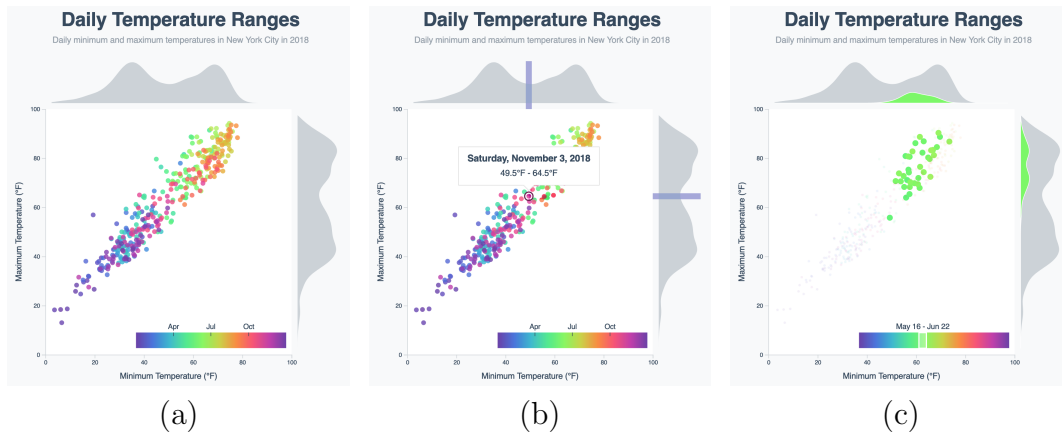 Daily Temperature Ranges
Daily minimum and maximum temperatures in New York City in 2018
100
80
60
40
20
0
Maximum Temperature (°F)
Apr Jul Oct
0 20 40 60 80 100
Minimum Temperature (°F)
(a)
Daily Temperature Ranges
Daily minimum and maximum temperatures in New York City in 2018
100
80
60
40
20
0
Maximum Temperature (°F)
Saturday, November 3, 2018
49.5°F - 64.5°F
Apr Jul Oct
0 20 40 60 80 100
Minimum Temperature (°F)
(b)
Daily Temperature Ranges
Daily minimum and maximum temperatures in New York City in 2018
100
80
60
40
20
0
Maximum Temperature (°F)
May 16 - Jun 22
0 20 40 60 80 100
Minimum Temperature (°F)
(c)